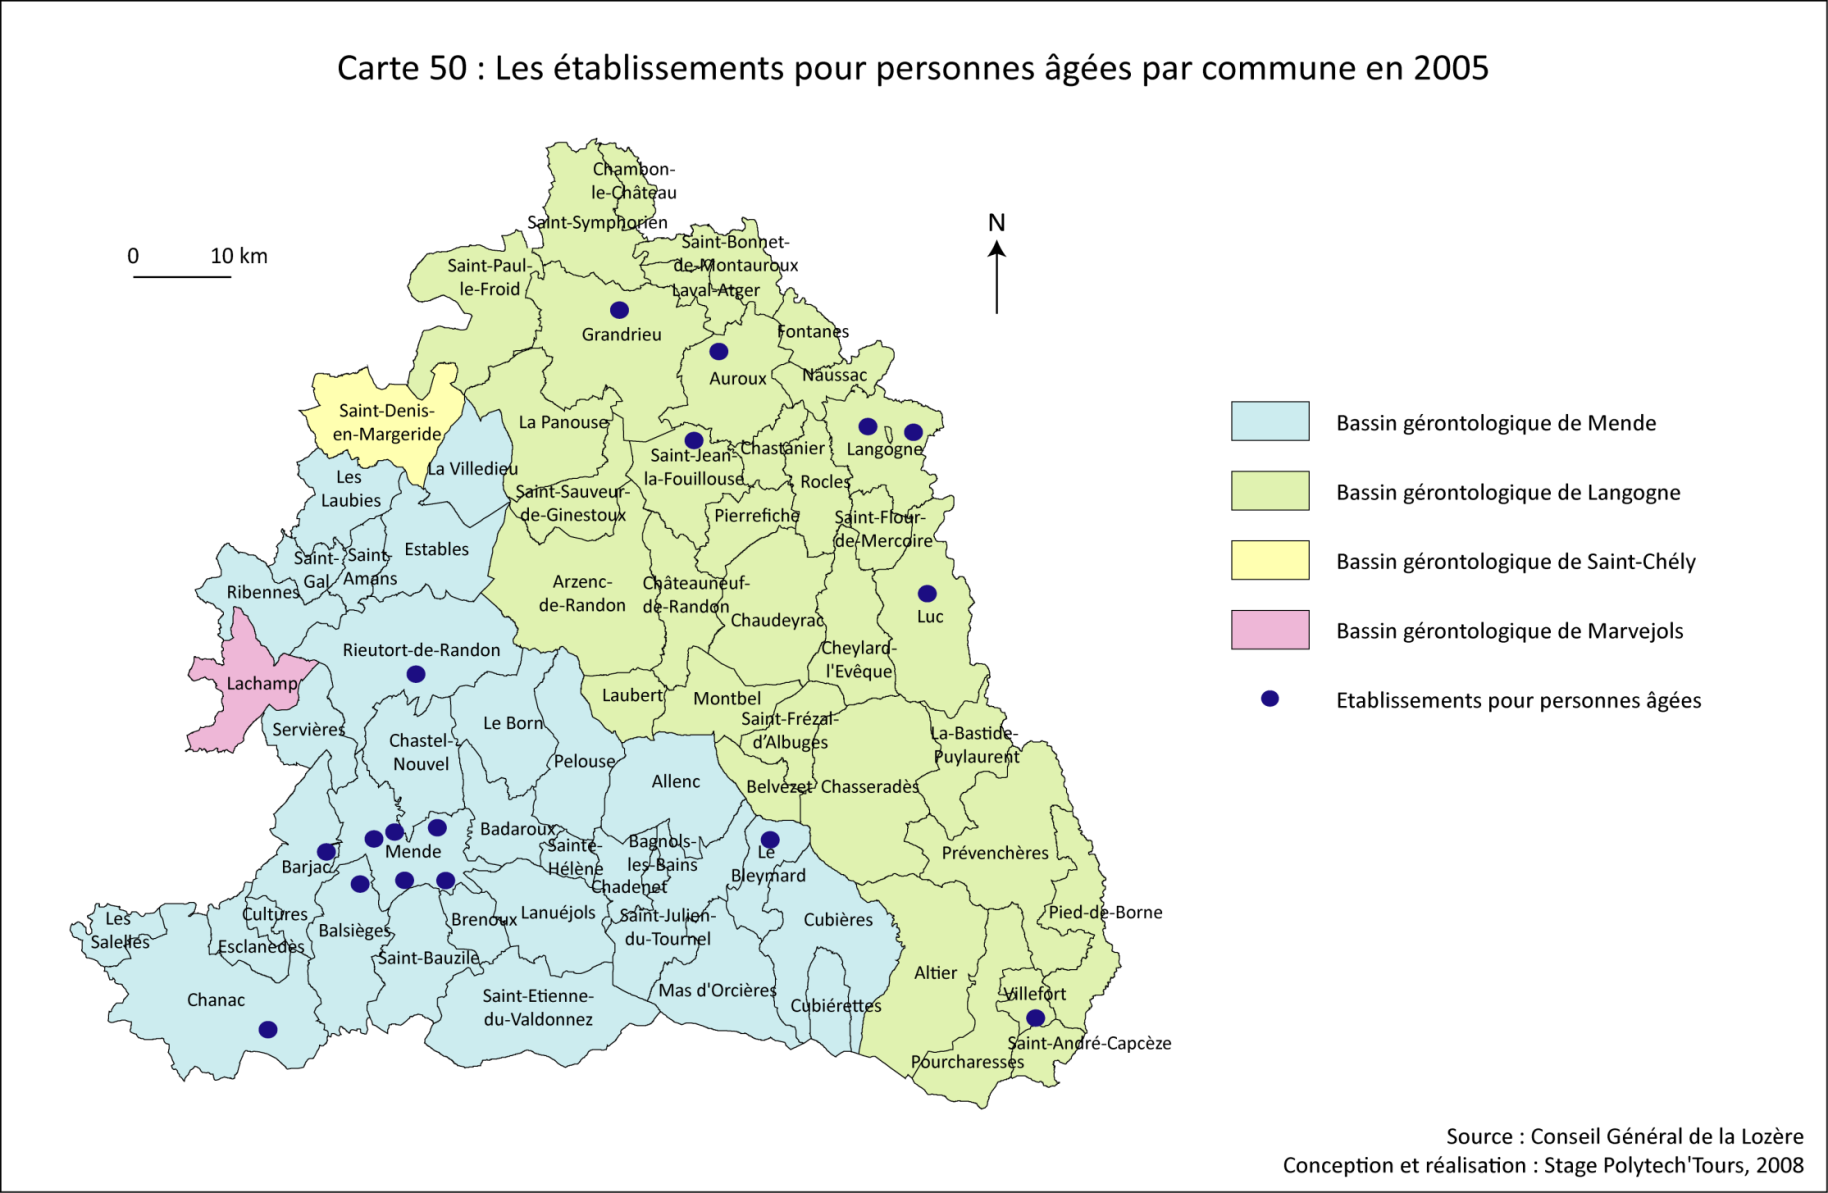 Carte 50 : Les établissements pour personnes âgées par commune en 2005
Chambon-
le-Château
Saint-Symphorien
N
0 10 km
Saint-Paul-
le-Froid
Saint-Bonnet-
de-Montauroux
Laval-Atger
Grandrieu
Fontanes
Auroux
Naussac
Saint-Denis-
en-Margeride
La Panouse
Chastanier
Langogne
Saint-Jean-
la-Fouillouse
La Villedieu
Les
Laubies
Rocles
Saint-Sauveur-
de-Ginestoux
Pierrefiche
Saint-Flour-
de-Mercoire
Estables
Saint-
Gal
Saint-
Amans
Ribennes
Arzenc-
de-Randon
Châteauneuf-
de-Randon
Chaudeyrac
Luc
Cheylard-
l'Evêque
Rieutort-de-Randon
Lachamp
Laubert
Montbel
Servières
Le Born
Chastel-
Nouvel
Saint-Frézal-
d’Albuges
La-Bastide-
Puylaurent
Pelouse
Allenc
Belvezet
Chasseradès
Badaroux
Mende
Barjac
Sainte-
Hélène
Bagnols-
les-Bains
Chadenet
Le
Bleymard
Prévenchères
Les
Salelles
Cultures
Esclanedès
Balsièges
Brenoux
Lanuéjols
Saint-Julien-
du-Tournel
Cubières
Pied-de-Borne
Saint-Bauzile
Altier
Chanac
Saint-Etienne-
du-Valdonnez
Mas d'Orcières
Cubiérettes
Villefort
Saint-André-Capcèze
Pourcharesses
Bassin gérontologique de Mende
Bassin gérontologique de Langogne
Bassin gérontologique de Saint-Chély
Bassin gérontologique de Marvejols
Etablissements pour personnes âgées
Source : Conseil Général de la Lozère
Conception et réalisation : Stage Polytech'Tours, 2008